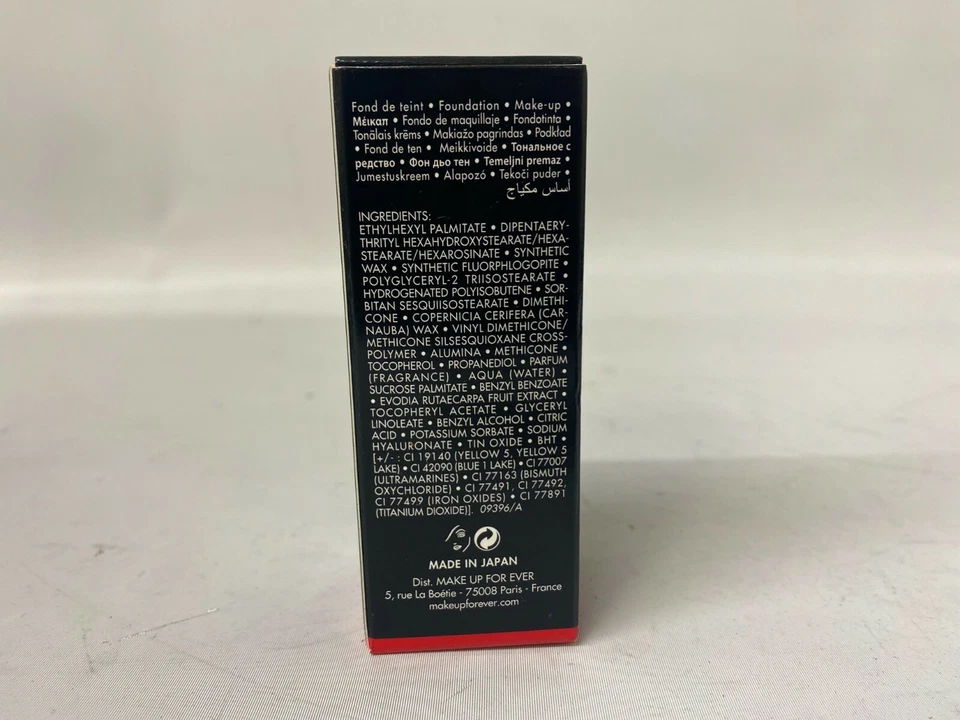 Fond de teint • Foundation • Make-up •
Μέικαπ • Fondo de maquillaje • Fondotinta •
Tonālais krēms • Makiažo pagrindas • Podkład
• Fond de ten • Meikkivoide • Тональное с
редство • Фон дьо тен • Temeljni premaz •
Jumestuskreem • Alapozó • Tekoči puder •
أساس مكياج
INGREDIENTS:
ETHYLHEXYL PALMITATE • DIPENTAERY-
THRITYL HEXAHYDROXYSTEARATE/HEXA-
STEARATE/HEXAROSINATE • SYNTHETIC
WAX • SYNTHETIC FLUORPHLOGOPITE •
POLYGLYCERYL-2 TRIISOSTEARATE •
HYDROGENATED POLYISOBUTENE • SOR-
BITAN SESQUIISOSTEARATE • DIMETHI-
CONE • COPERNICIA CERIFERA (CAR-
NAUBA) WAX • VINYL DIMETHICONE/
METHICONE SILSESQUIOXANE CROSS-
POLYMER • ALUMINA • METHICONE •
TOCOPHEROL • PROPANEDIOL • PARFUM
(FRAGRANCE) • AQUA (WATER) •
SUCROSE PALMITATE • BENZYL BENZOATE
• EVODIA RUTAECARPA FRUIT EXTRACT •
TOCOPHERYL ACETATE • GLYCERYL
LINOLEATE • BENZYL ALCOHOL • CITRIC
ACID • POTASSIUM SORBATE • SODIUM
HYALURONATE • TIN OXIDE • BHT •
[+/- : CI 19140 (YELLOW 5, YELLOW 5
LAKE) • CI 42090 (BLUE 1 LAKE) • CI 77007
(ULTRAMARINES) • CI 77163 (BISMUTH
OXYCHLORIDE) • CI 77491, CI 77492,
CI 77499 (IRON OXIDES) • CI 77891
(TITANIUM DIOXIDE)]. 09396/A
MADE IN JAPAN
Dist. MAKE UP FOR EVER
5, rue La Boétie - 75008 Paris - France
makeupforever.com